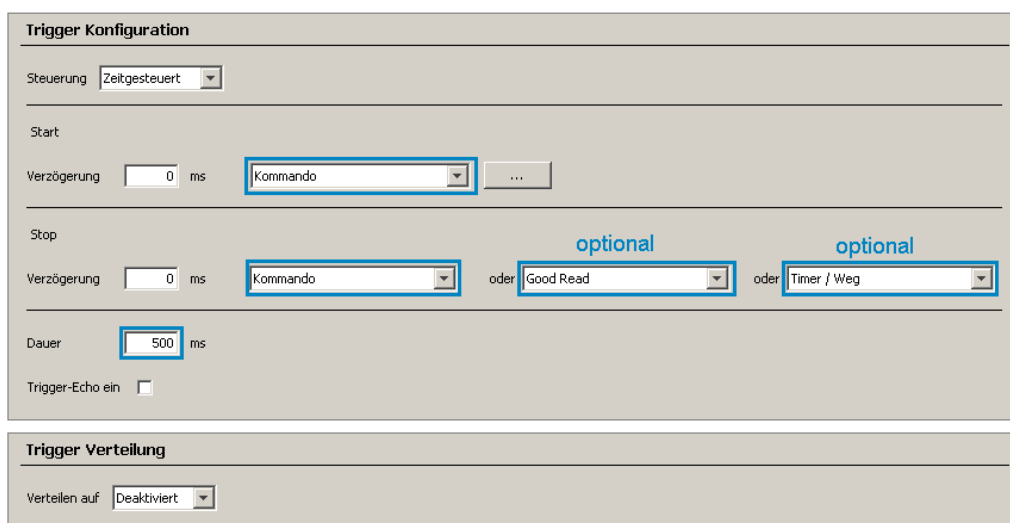 Trigger Konfiguration
Steuerung Zeitgesteuert
Start
Verzögerung 0 ms Kommando ...
Stop
optional optional
Verzögerung 0 ms Kommando oder Good Read oder Timer / Weg
Dauer 500 ms
Trigger-Echo ein
Trigger Verteilung
Verteilen auf Deaktiviert